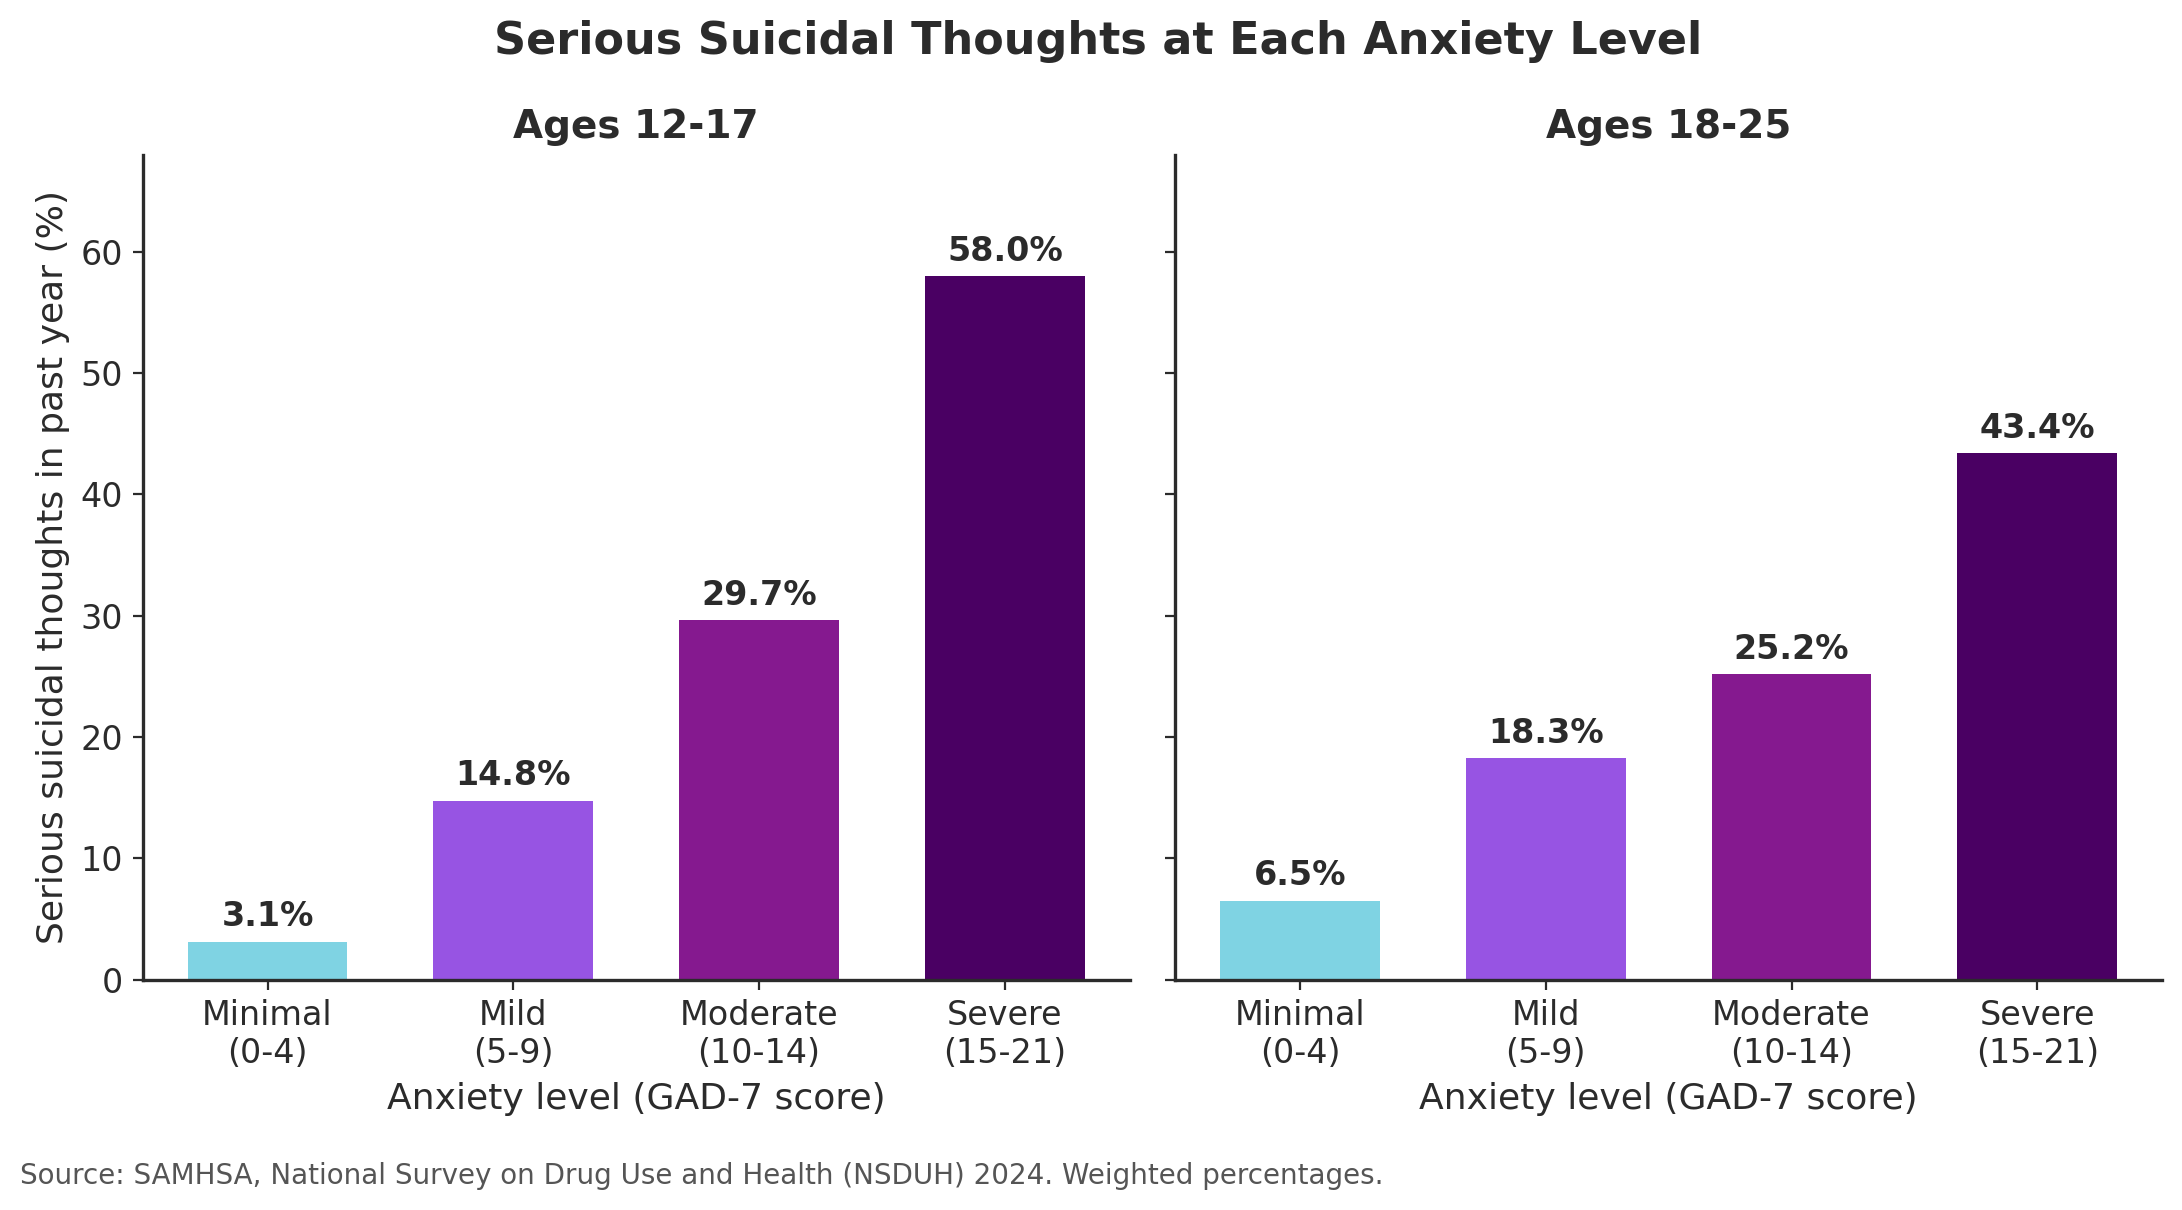 Serious Suicidal Thoughts at Each Anxiety Level
Ages 12-17
Serious suicidal thoughts in past year (%)
60
50
40
30
20
10
0
3.1%
14.8%
29.7%
58.0%
Minimal
(0-4)
Mild
(5-9)
Moderate
(10-14)
Severe
(15-21)
Anxiety level (GAD-7 score)
Ages 18-25
6.5%
18.3%
25.2%
43.4%
Minimal
(0-4)
Mild
(5-9)
Moderate
(10-14)
Severe
(15-21)
Anxiety level (GAD-7 score)
Source: SAMHSA, National Survey on Drug Use and Health (NSDUH) 2024. Weighted percentages.